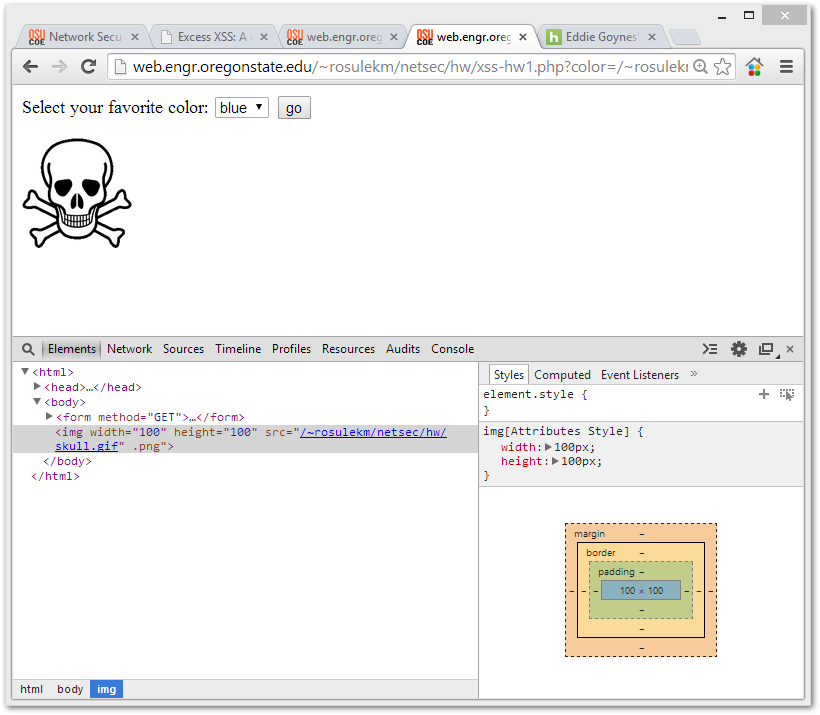 OSU COE Network Secu ×
Excess XSS: A c ×
OSU COE web.engr.oreg ×
OSU COE web.engr.oreg ×
h Eddie Goynes' ×
web.engr.oregonstate.edu/~rosulekm/netsec/hw/xss-hw1.php?color=/~rosulek
Select your favorite color: blue go
Elements Network Sources Timeline Profiles Resources Audits Console
<html>
<head>…</head>
<body>
<form method="GET">…</form>
<img width="100" height="100" src="/~rosulekm/netsec/hw/
skull.gif" .png">
</body>
</html>
html body img
Styles Computed Event Listeners »
element.style {
}
img[Attributes Style] {
width: 100px;
height: 100px;
}
margin –
border –
padding –
– – – 100 × 100 – – –
–
–
–